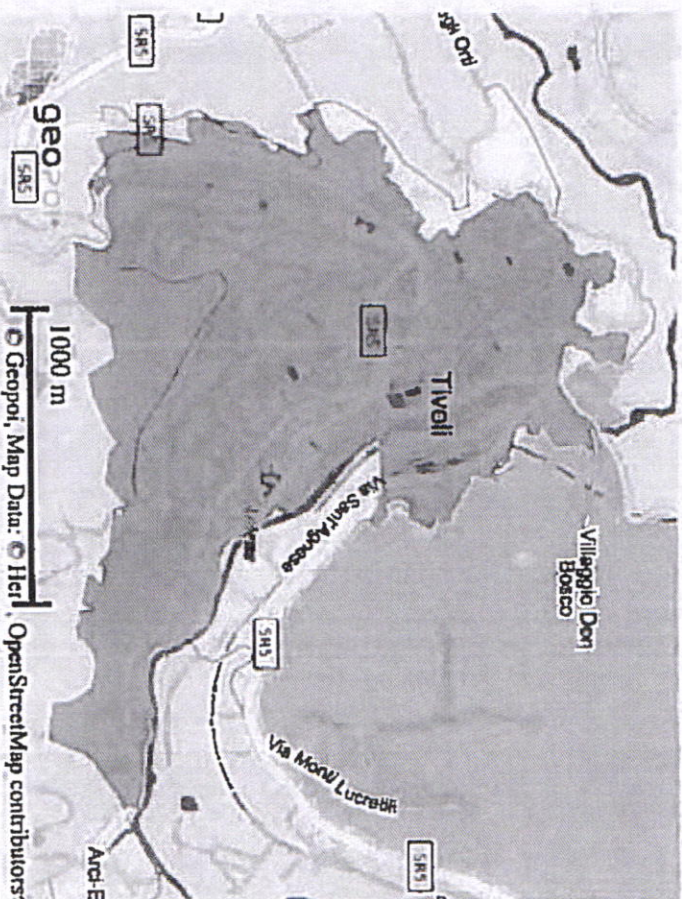 SR5
SR5
SR5
geoPOI
SR5
Tivoli
Via Sant'Agnese
Villaggio Don
Bosco
SR5
Via Monti Lucretili
SR5
1000 m
© Geopoi, Map Data: © Her
OpenStreetMap contributors